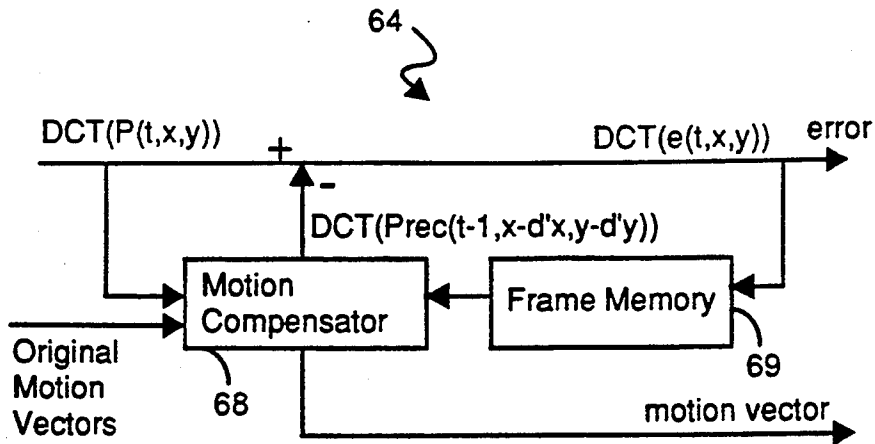 64
DCT(P(t,x,y))
+
DCT(e(t,x,y))
error
-
DCT(Prec(t-1,x-d'x,y-d'y))
Motion
Compensator
Frame Memory
Original
Motion
Vectors
68
69
motion vector